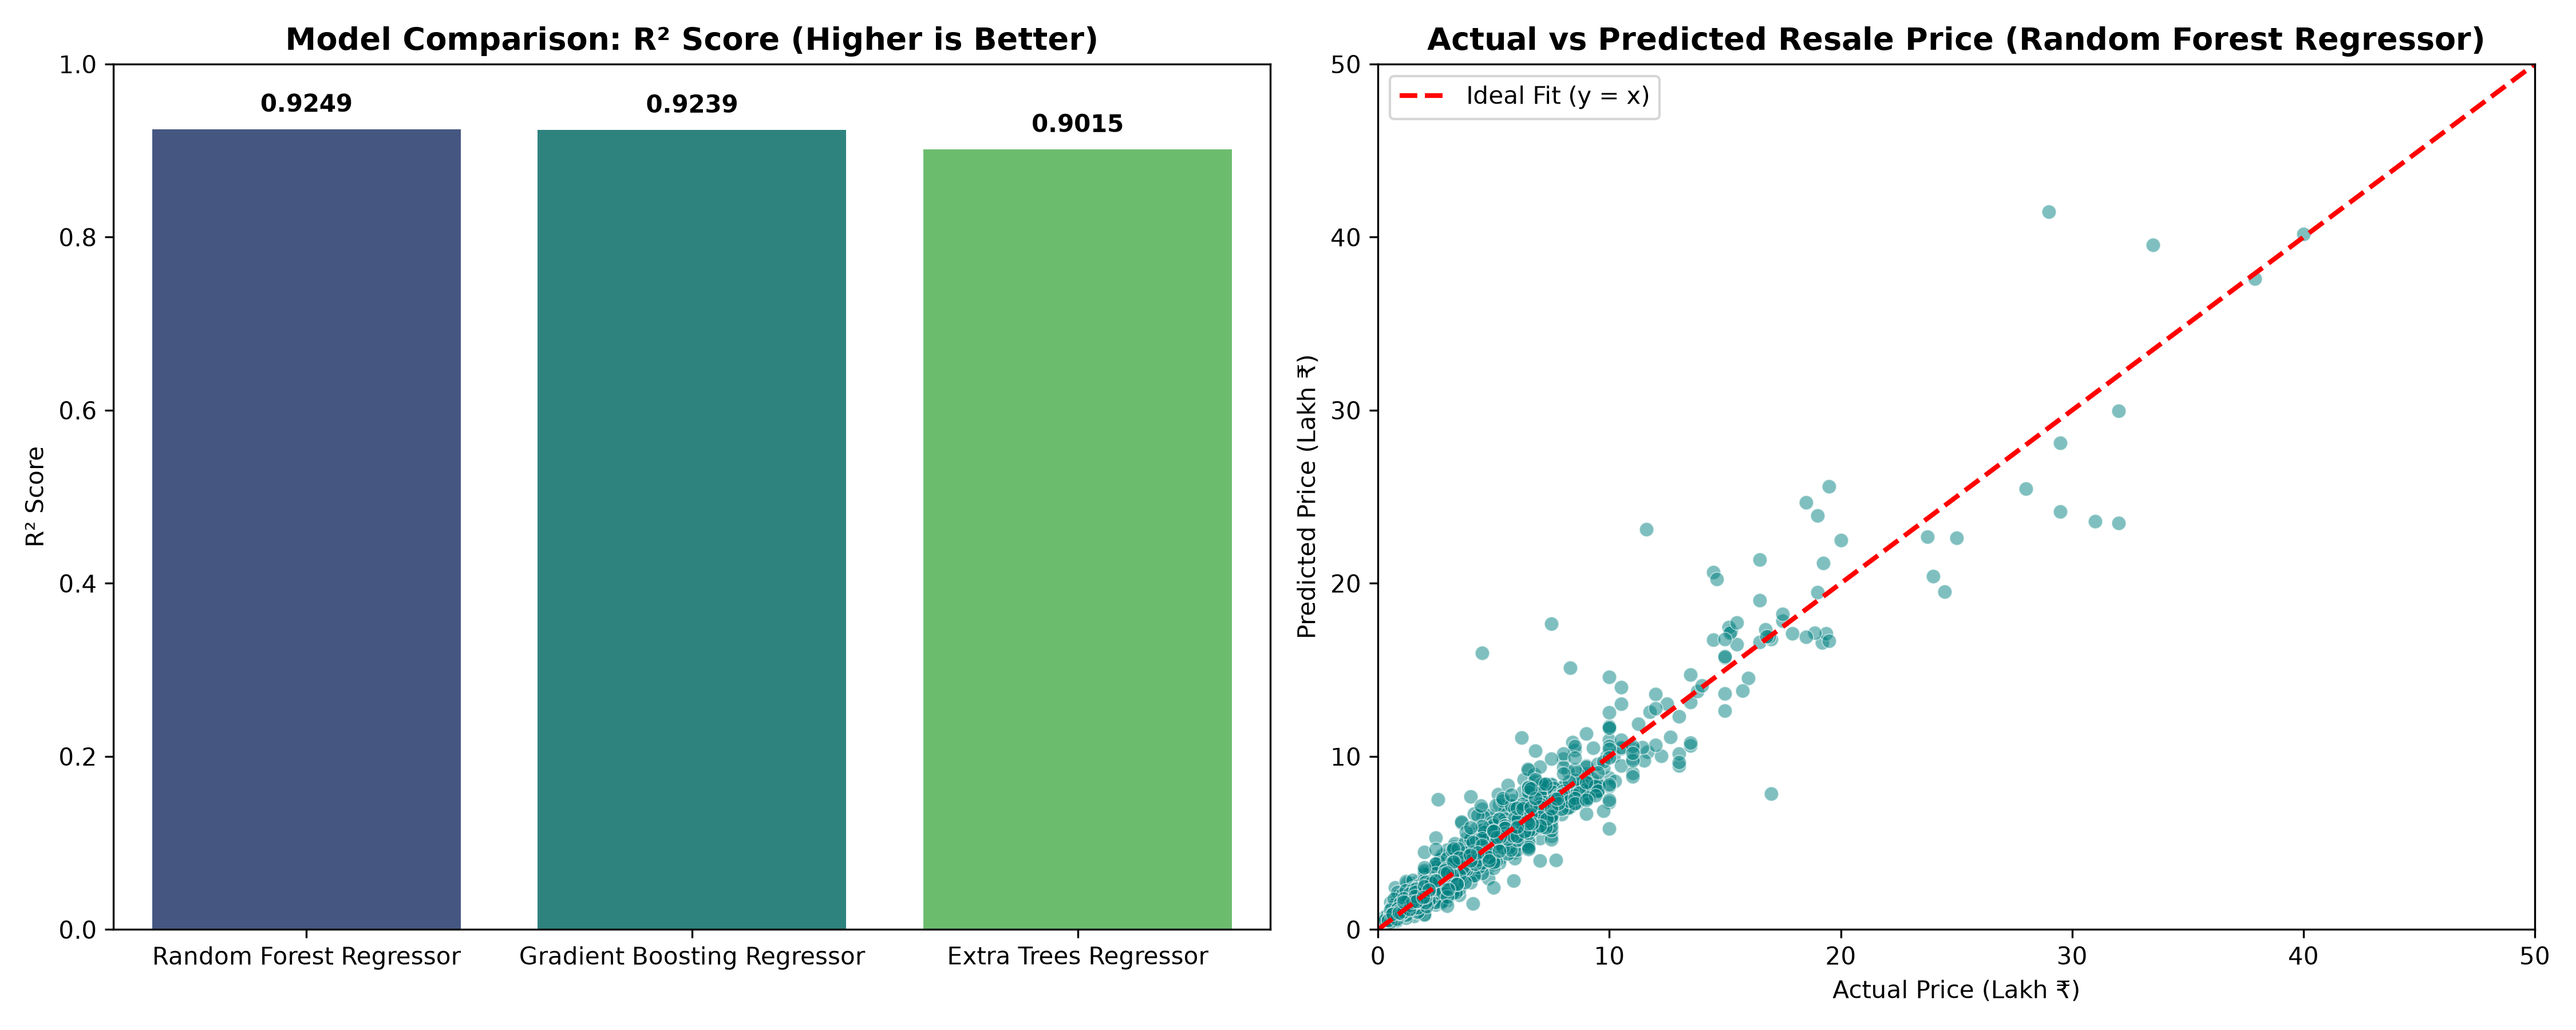 Model Comparison: R² Score (Higher is Better)
R² Score
1.0
0.8
0.6
0.4
0.2
0.0
0.9249
0.9239
0.9015
Random Forest Regressor
Gradient Boosting Regressor
Extra Trees Regressor
Actual vs Predicted Resale Price (Random Forest Regressor)
Ideal Fit (y = x)
Predicted Price (Lakh ₹)
50
40
30
20
10
0
0
10
20
30
40
50
Actual Price (Lakh ₹)